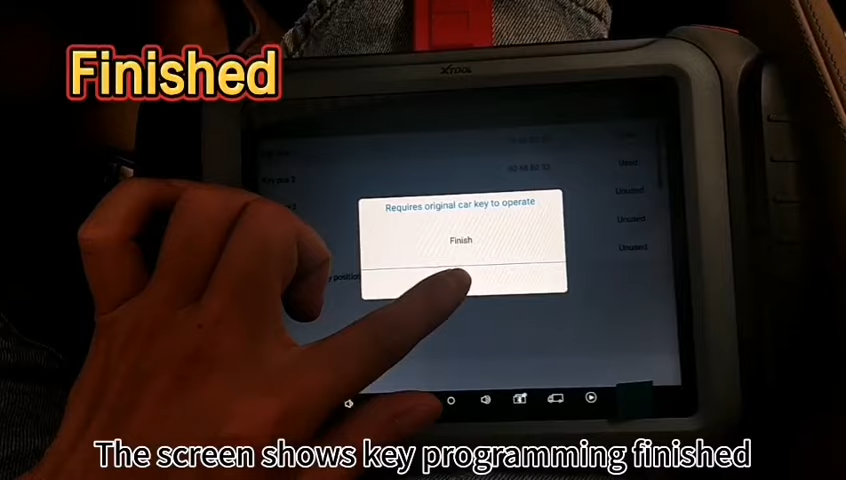 Finished
XTOOL
Key pos 2
Used
Unused
Requires original car key to operate
Unused
Finish
Unused
The screen shows key programming finished